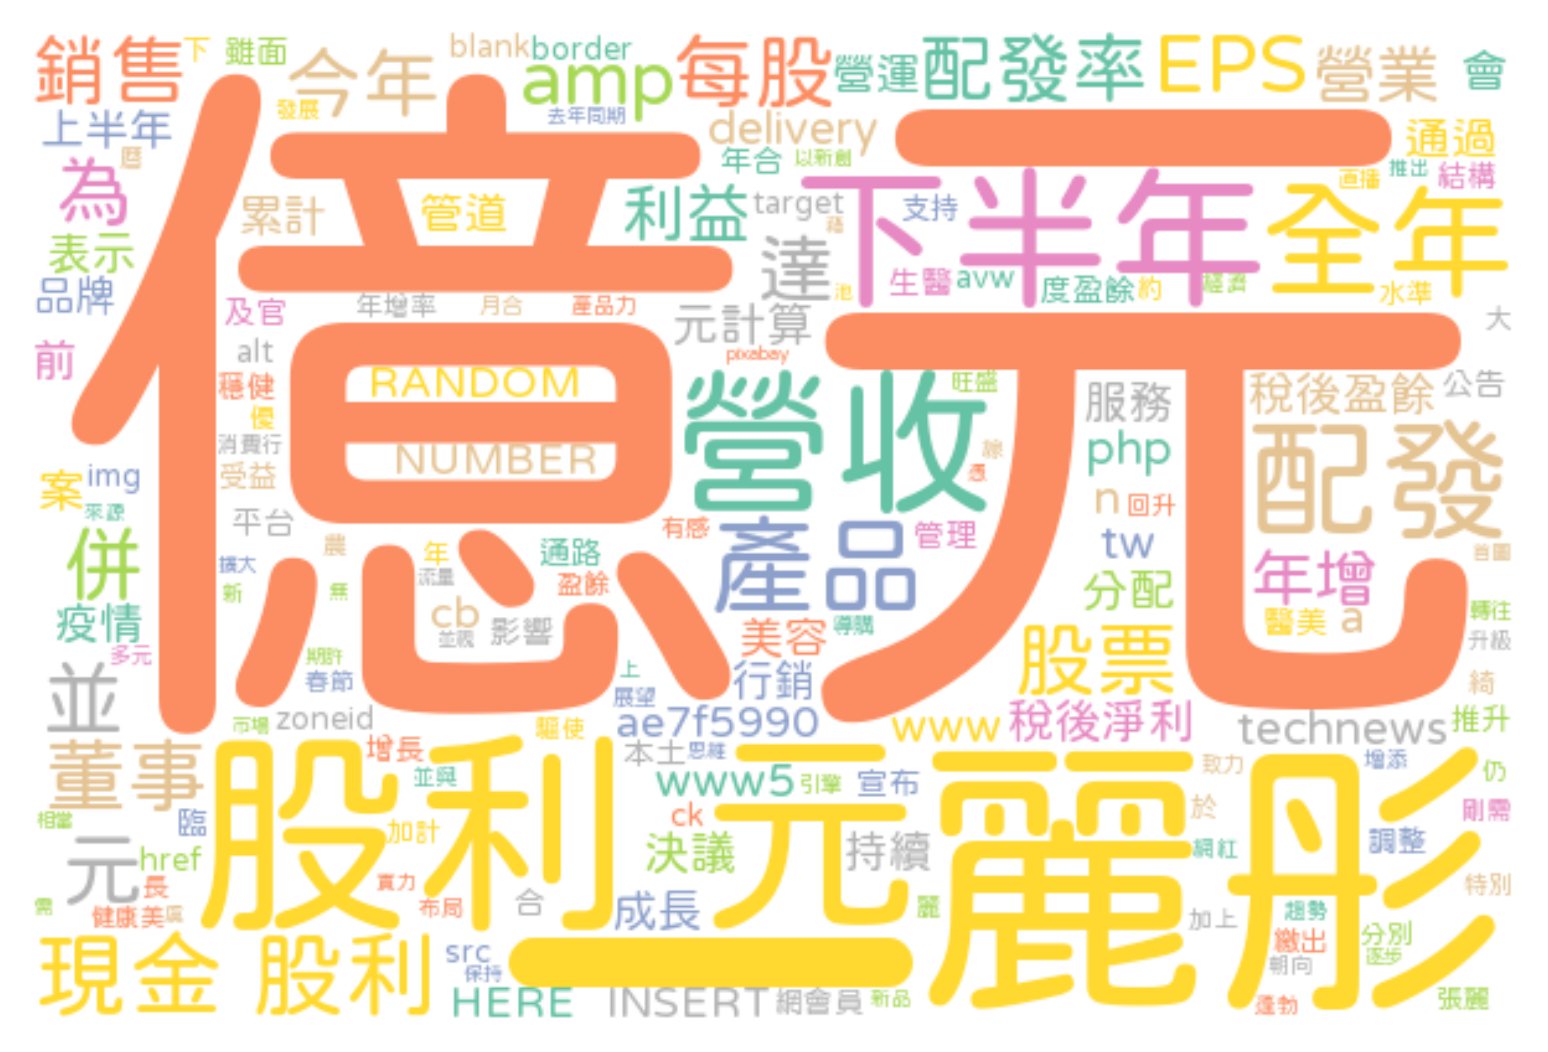 銷售
下
雖面
今年
blank
border
amp
每股
營運
配發率
EPS
營業
會
上半年
發展
去年同期
delivery
通過
為
年合
以新創
直播
推出
結構
億
元
累計
管道
利益
target
下半年
支持
全年
表示
達
品牌
及官
年增率
月合
產品力
元計算
生醫
avw
度盈餘
約
經濟
水準
大
前
alt
pixabay
穩健
RANDOM
營收
旺盛
服務
稅後盈餘
公告
優
消費行
NUMBER
php
配發
案
img
受益
來源
平台
n
回升
有感
產品
管理
tw
併
農
年
通路
擴大
流量
盈餘
分配
年增
首圖
新
無
疫情
cb
並親
影響
美容
導購
醫美
a
轉往
升級
多元
期許
春節
上
行銷
股票
並
展望
綺
市場
zoneid
驅使
ae7f5990
www
稅後淨利
technews
推升
董事
股利
增長
並與
本土
思維
www5
引擎
宣布
麗彤
致力
增添
仍
相當
臨
加計
ck
二元
於
剛需
元
href
決議
持續
網紅
調整
長
實力
特別
需
健康美
布局
合
成長
麗
加上
趨勢
繳出
分別
現金
股利
src
保持
朝向
逐步
HERE
INSERT
網會員
新品
蓬勃
張麗